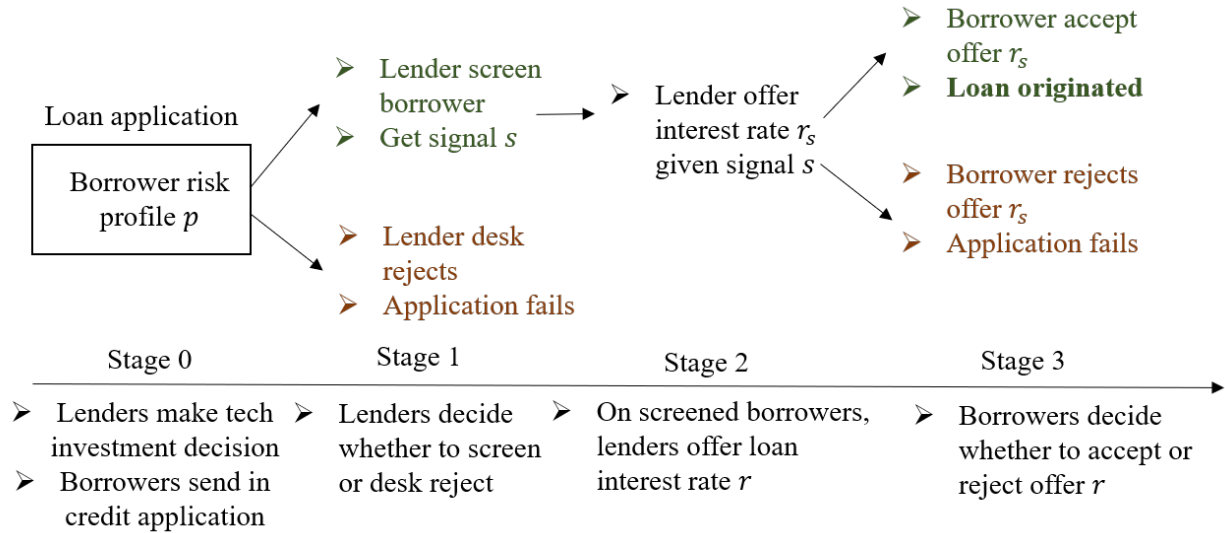 Loan application
Borrower risk
profile p
➢ Lender screen
borrower
➢ Get signal s
➢ Lender desk
rejects
➢ Application fails
➢ Lender offer
interest rate r_s
given signal s
➢ Borrower accept
offer r_s
➢ Loan originated
➢ Borrower rejects
offer r_s
➢ Application fails
Stage 0
Stage 1
Stage 2
Stage 3
➢ Lenders make tech
investment decision
➢ Borrowers send in
credit application
➢ Lenders decide
whether to screen
or desk reject
➢ On screened borrowers,
lenders offer loan
interest rate r
➢ Borrowers decide
whether to accept or
reject offer r